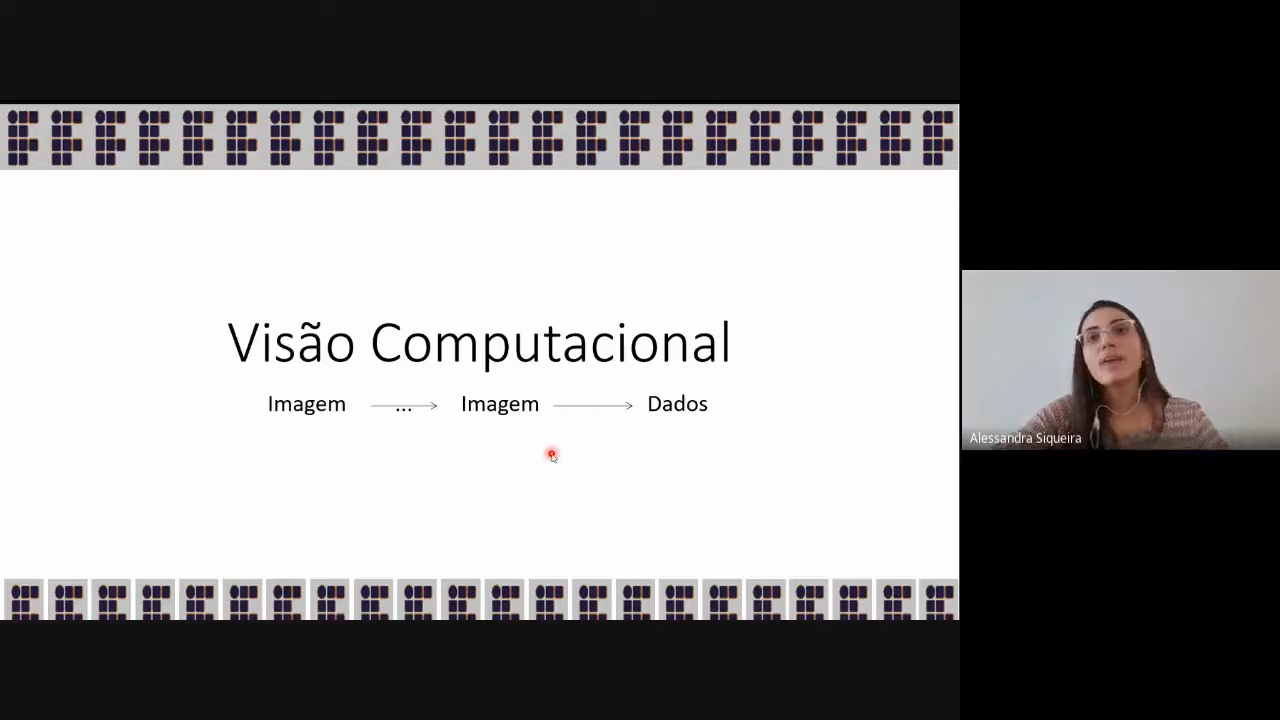 Visão Computacional
Imagem ... Imagem Dados
Alessandra Siqueira